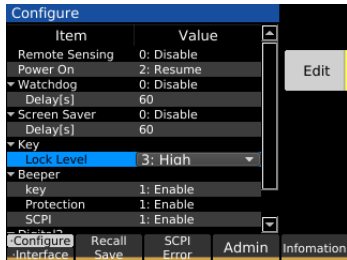 Configure
Item Value
Remote Sensing 0: Disable
Power On 2: Resume
Watchdog 0: Disable
Delay[s] 60
Screen Saver 0: Disable
Delay[s] 60
Key
Lock Level 3: High
Beeper
key 1: Enable
Protection 1: Enable
SCPI 1: Enable
Edit
·Configure
·Interface
Recall
Save
SCPI
Error
Admin
Infomation